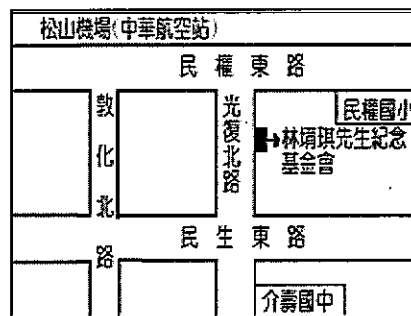 松山機場(中華航空站)
民權東路
敦化北路
光復北路
民權國小
林堉琪先生紀念
基金會
民生東路
介壽國中